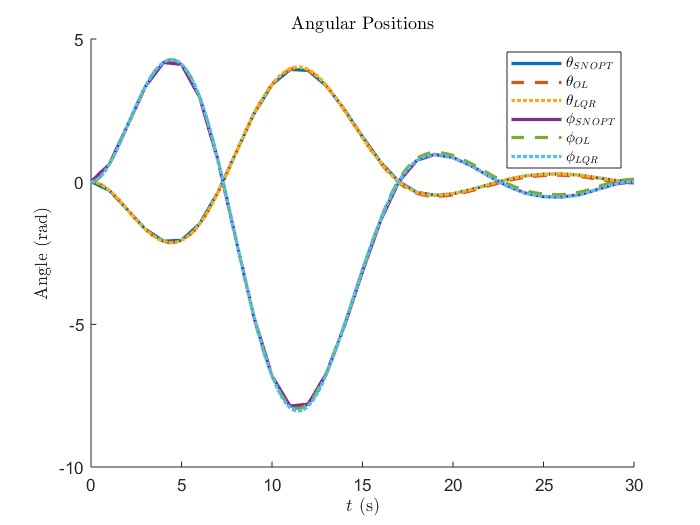 Angular Positions
5
0
-5
-10
Angle (rad)
0 5 10 15 20 25 30
t (s)
θSNOPT
θOL
θLQR
ϕSNOPT
ϕOL
ϕLQR